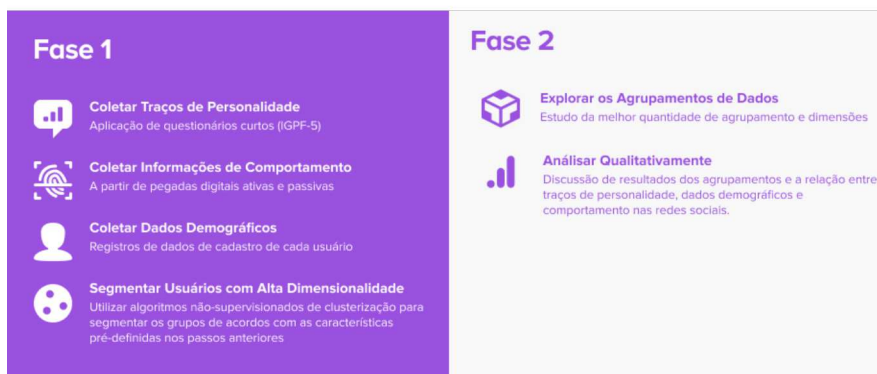 Fase 1
Coletar Traços de Personalidade
Aplicação de questionários curtos (IGPF-5)
Coletar Informações de Comportamento
A partir de pegadas digitais ativas e passivas
Coletar Dados Demográficos
Registros de dados de cadastro de cada usuário
Segmentar Usuários com Alta Dimensionalidade
Utilizar algoritmos não-supervisionados de clusterização para
segmentar os grupos de acordos com as características
pré-definidas nos passos anteriores
Fase 2
Explorar os Agrupamentos de Dados
Estudo da melhor quantidade de agrupamento e dimensões
Análisar Qualitativamente
Discussão de resultados dos agrupamentos e a relação entre
traços de personalidade, dados demográficos e
comportamento nas redes sociais.